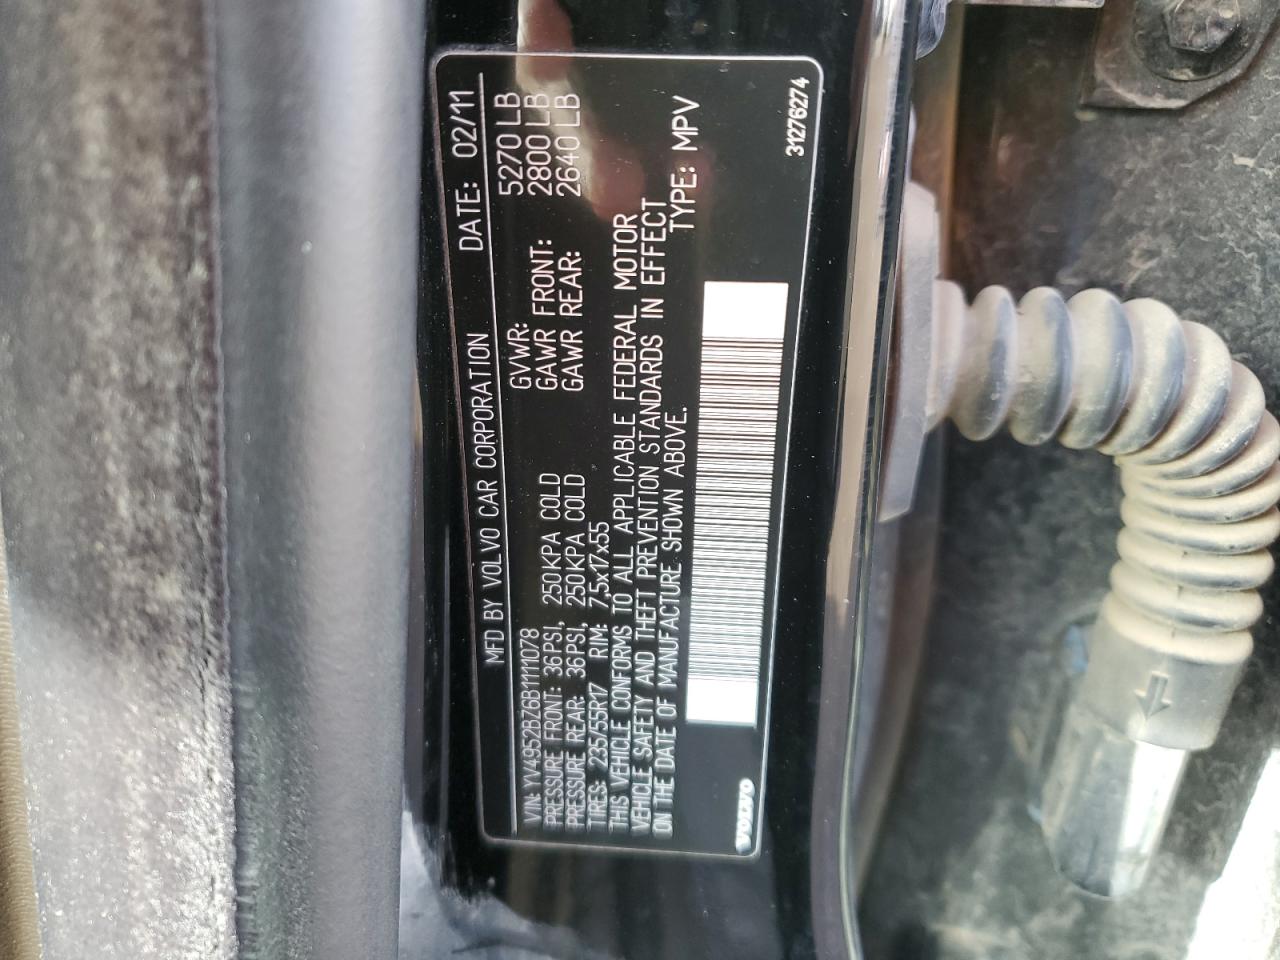 MFD BY VOLVO CAR CORPORATION DATE: 02/11
VIN: YV4952BZ6B1111078 GVWR: 5270 LB
PRESSURE FRONT: 36PSI, 250KPA COLD GAWR FRONT: 2800 LB
PRESSURE REAR: 36PSI, 250KPA COLD GAWR REAR: 2640 LB
TIRES: 235/55R17 RIM: 7,5x17x55
THIS VEHICLE CONFORMS TO ALL APPLICABLE FEDERAL MOTOR
VEHICLE SAFETY AND THEFT PREVENTION STANDARDS IN EFFECT
ON THE DATE OF MANUFACTURE SHOWN ABOVE. TYPE: MPV
VOLVO 31276274